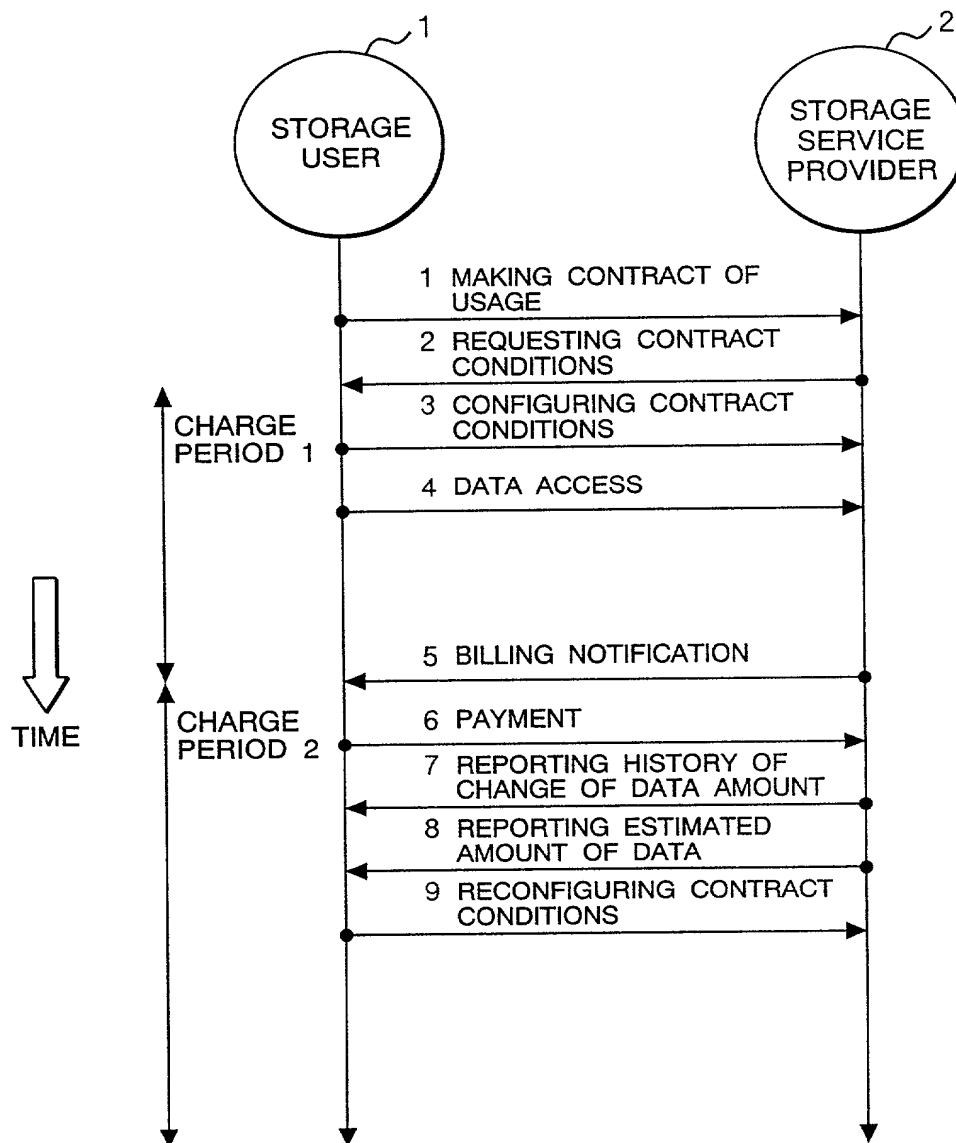 1
2
STORAGE
USER
STORAGE
SERVICE
PROVIDER
1 MAKING CONTRACT OF
USAGE
2 REQUESTING CONTRACT
CONDITIONS
3 CONFIGURING CONTRACT
CONDITIONS
CHARGE
PERIOD 1
4 DATA ACCESS
5 BILLING NOTIFICATION
TIME
CHARGE
PERIOD 2
6 PAYMENT
7 REPORTING HISTORY OF
CHANGE OF DATA AMOUNT
8 REPORTING ESTIMATED
AMOUNT OF DATA
9 RECONFIGURING CONTRACT
CONDITIONS